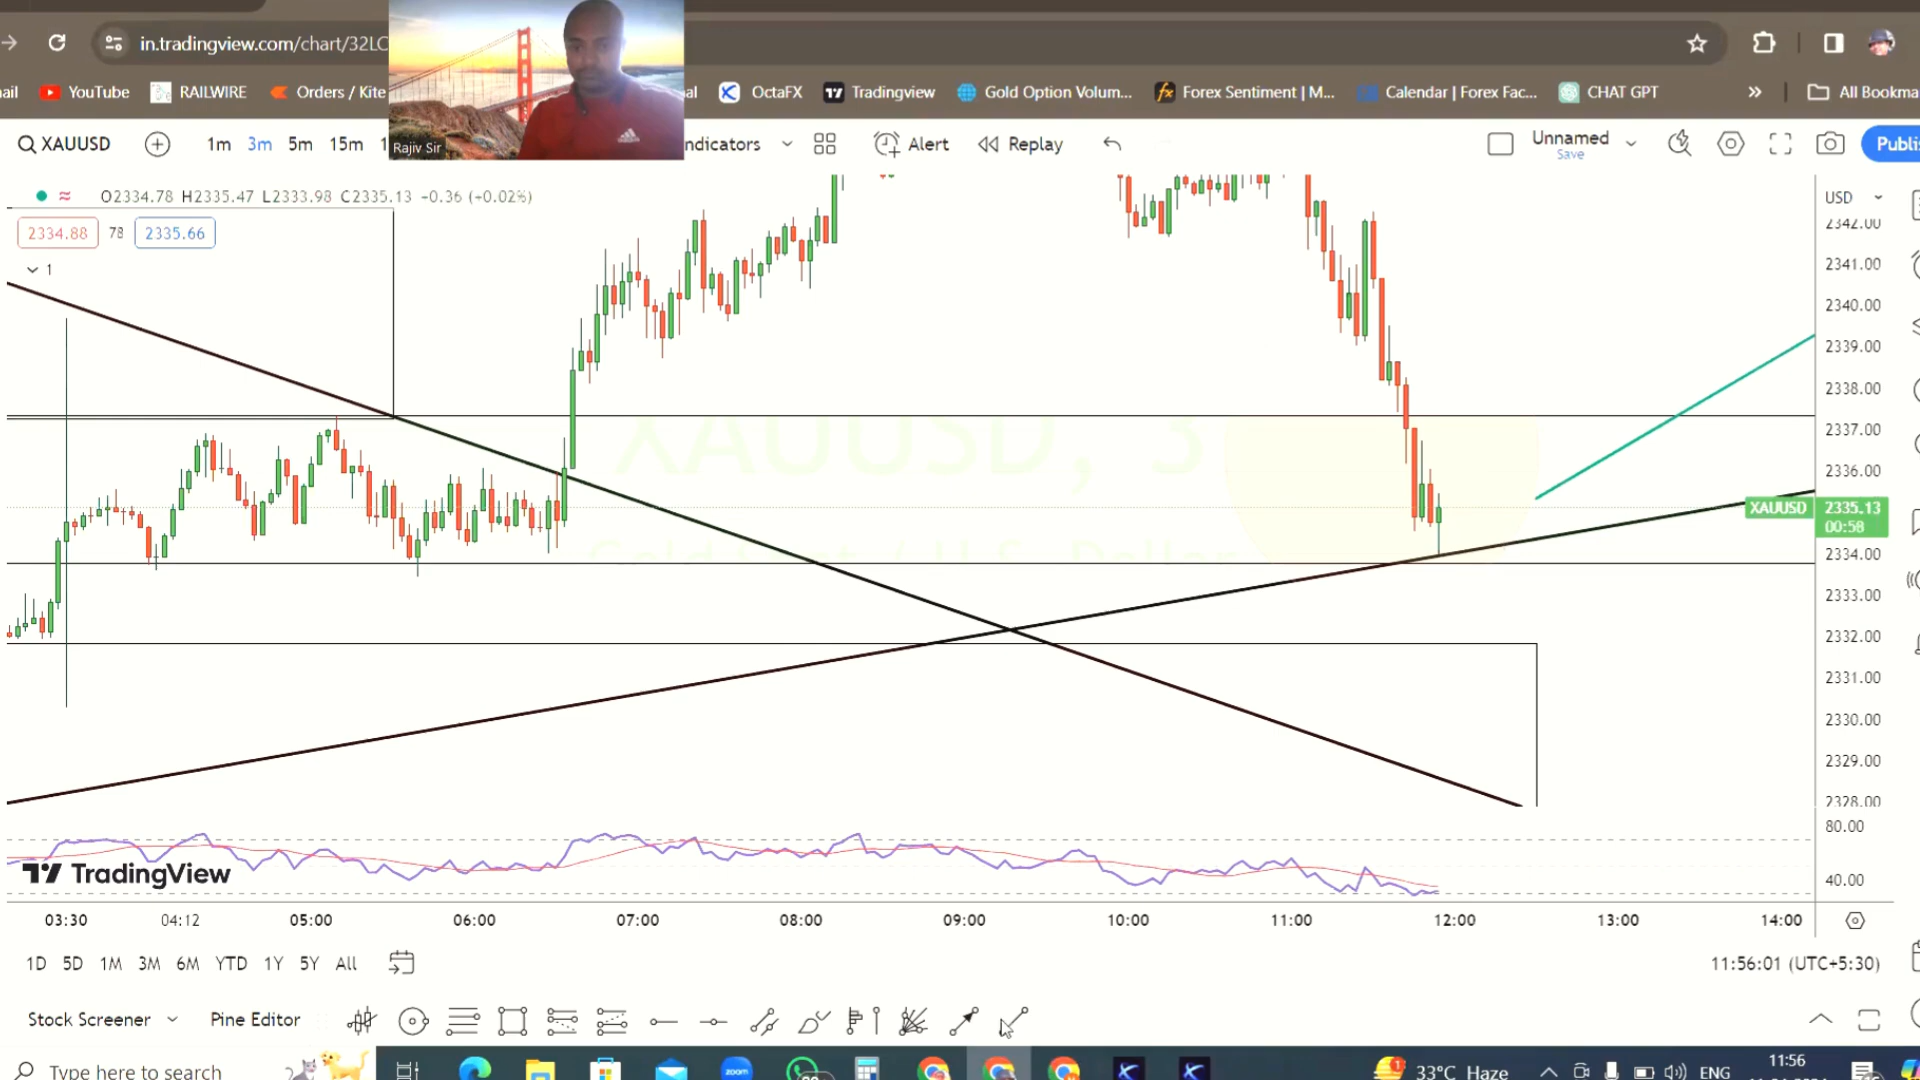 in.tradingview.com/chart/32LC
ail YouTube RAILWIRE Orders / Kite al OctaFX Tradingview Gold Option Volum... Forex Sentiment | M... Calendar | Forex Fac... CHAT GPT » All Bookma
Rajiv Sir
XAUUSD 1m 3m 5m 15m 1 ndicators Alert Replay Unnamed Publi
Save
O2334.78 H2335.47 L2333.98 C2335.13 −0.36 (+0.02%)
USD
2334.88 78 2335.66
1
2342.00
2341.00
2340.00
2339.00
2338.00
2337.00
2336.00
XAUUSD, 3
XAUUSD 2335.13
00:58
2334.00
2333.00
2332.00
2331.00
2330.00
2329.00
2328.00
80.00
40.00
TradingView
03:30 04:12 05:00 06:00 07:00 08:00 09:00 10:00 11:00 12:00 13:00 14:00
1D 5D 1M 3M 6M YTD 1Y 5Y All 11:56:01 (UTC+5:30)
Stock Screener Pine Editor
Type here to search zoom 33°C Haze ENG 11:56